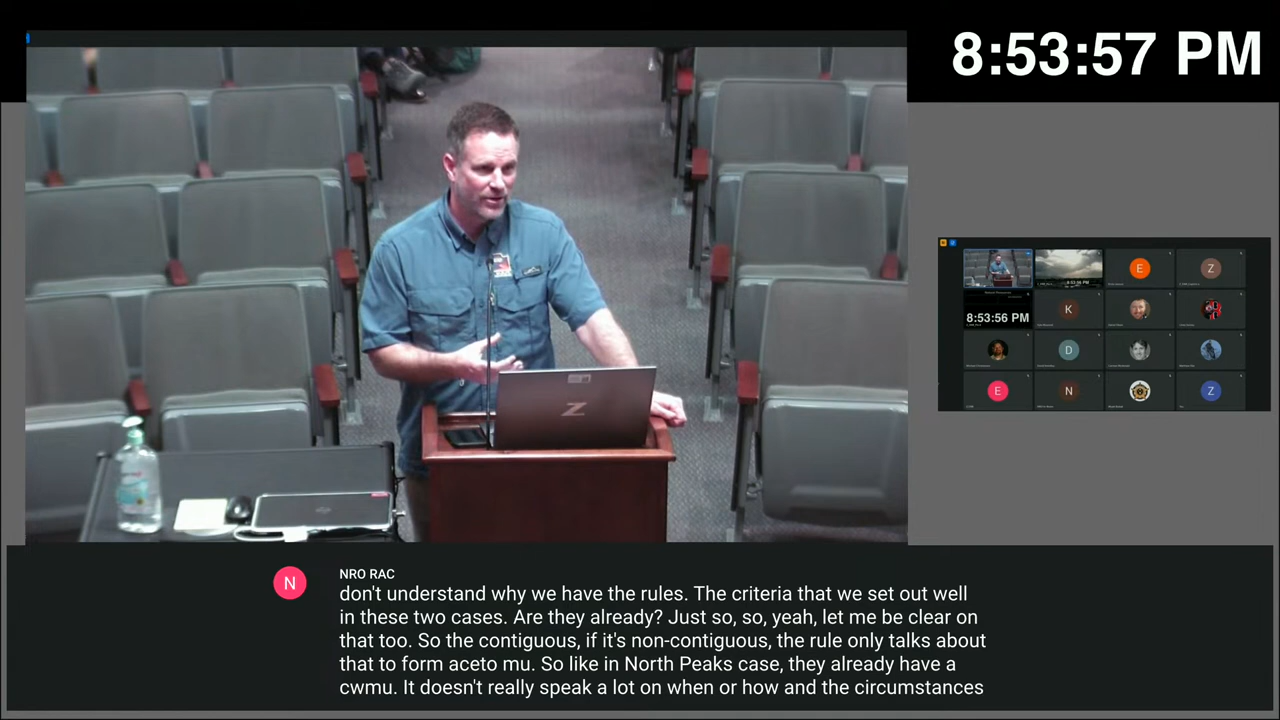 8:53:57 PM
E
Z
8:53:56 PM
K
D
E
N
Z
N
NRO RAC
don't understand why we have the rules. The criteria that we set out well
in these two cases. Are they already? Just so, so, yeah, let me be clear on
that too. So the contiguous, if it's non-contiguous, the rule only talks about
that to form aceto mu. So like in North Peaks case, they already have a
cwmu. It doesn't really speak a lot on when or how and the circumstances